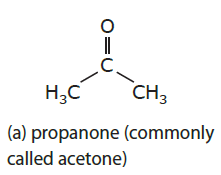 O
C
H₃C CH₃
(a) propanone (commonly
called acetone)